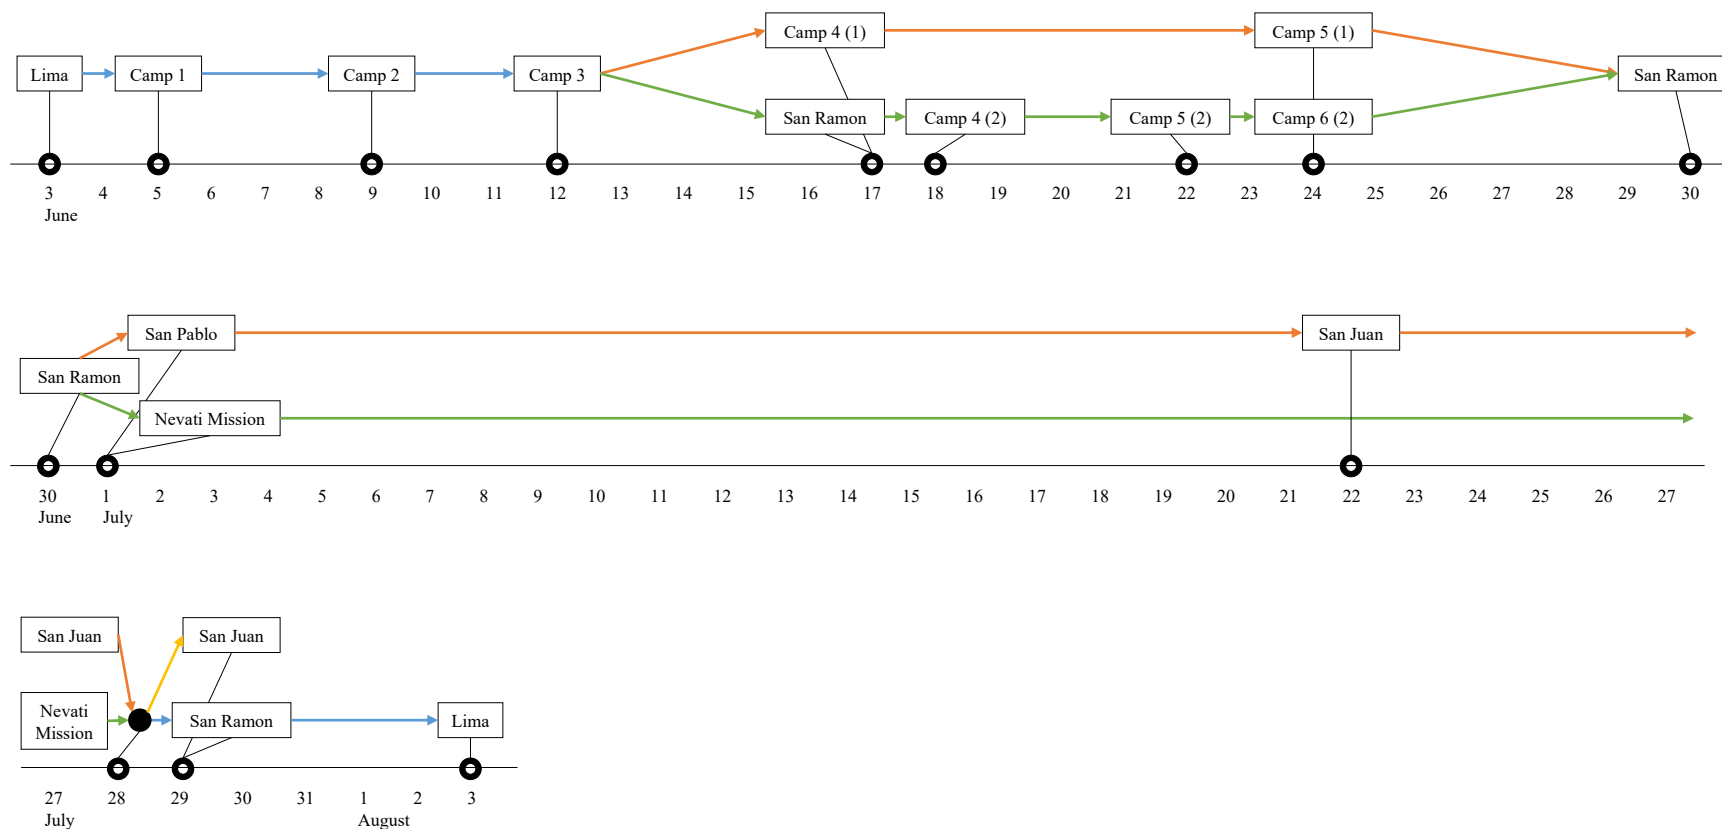 Camp 4 (1)
Camp 5 (1)
Lima
Camp 1
Camp 2
Camp 3
San Ramon
San Ramon
Camp 4 (2)
Camp 5 (2)
Camp 6 (2)
3 4 5 6 7 8 9 10 11 12 13 14 15 16 17 18 19 20 21 22 23 24 25 26 27 28 29 30
June
San Pablo
San Juan
San Ramon
Nevati Mission
30 1 2 3 4 5 6 7 8 9 10 11 12 13 14 15 16 17 18 19 20 21 22 23 24 25 26 27
June July
San Juan
San Juan
Nevati
Mission
San Ramon
Lima
27 28 29 30 31 1 2 3
July August